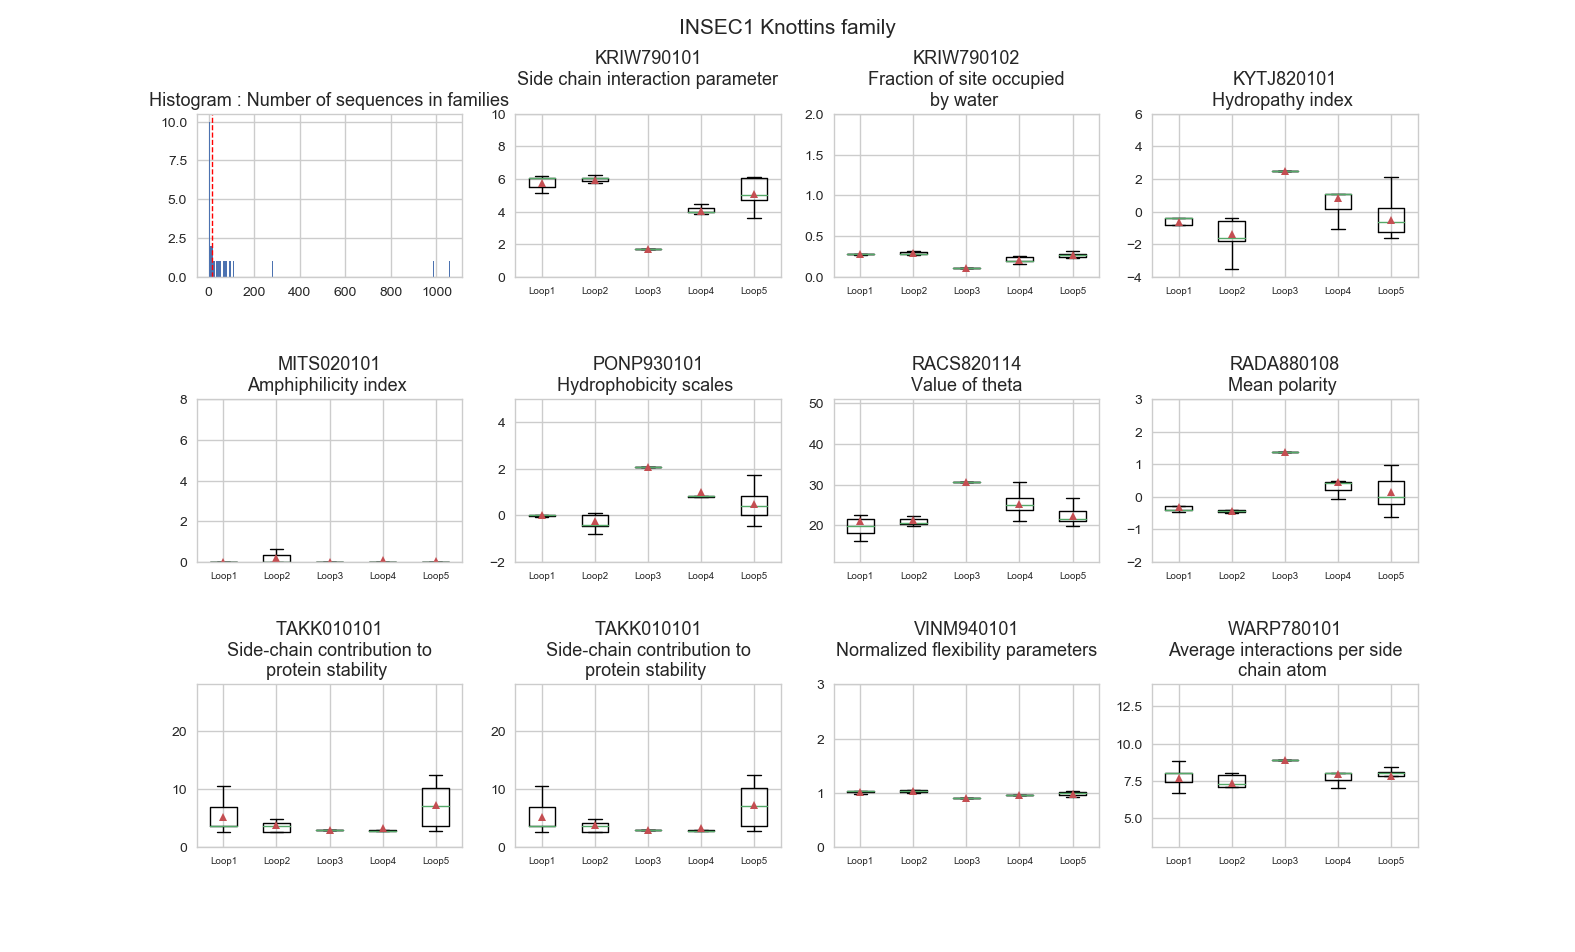 INSEC1 Knottins family
Histogram : Number of sequences in families
10.0
7.5
5.0
2.5
0.0
0 200 400 600 800 1000
KRIW790101
Side chain interaction parameter
10
8
6
4
2
0
Loop1 Loop2 Loop3 Loop4 Loop5
KRIW790102
Fraction of site occupied
by water
2.0
1.5
1.0
0.5
0.0
Loop1 Loop2 Loop3 Loop4 Loop5
KYTJ820101
Hydropathy index
6
4
2
0
−2
−4
Loop1 Loop2 Loop3 Loop4 Loop5
MITS020101
Amphiphilicity index
8
6
4
2
0
Loop1 Loop2 Loop3 Loop4 Loop5
PONP930101
Hydrophobicity scales
4
2
0
−2
Loop1 Loop2 Loop3 Loop4 Loop5
RACS820114
Value of theta
50
40
30
20
Loop1 Loop2 Loop3 Loop4 Loop5
RADA880108
Mean polarity
3
2
1
0
−1
−2
Loop1 Loop2 Loop3 Loop4 Loop5
TAKK010101
Side-chain contribution to
protein stability
20
10
0
Loop1 Loop2 Loop3 Loop4 Loop5
TAKK010101
Side-chain contribution to
protein stability
20
10
0
Loop1 Loop2 Loop3 Loop4 Loop5
VINM940101
Normalized flexibility parameters
3
2
1
0
Loop1 Loop2 Loop3 Loop4 Loop5
WARP780101
Average interactions per side
chain atom
12.5
10.0
7.5
5.0
Loop1 Loop2 Loop3 Loop4 Loop5